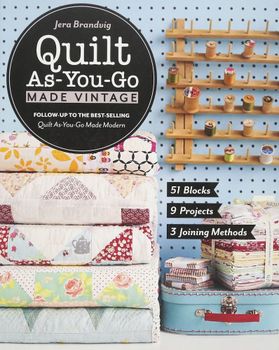 Jera Brandvig
Quilt
As-You-Go
MADE VINTAGE
FOLLOW-UP TO THE BEST-SELLING
Quilt As-You-Go Made Modern
51 Blocks
9 Projects
3 Joining Methods